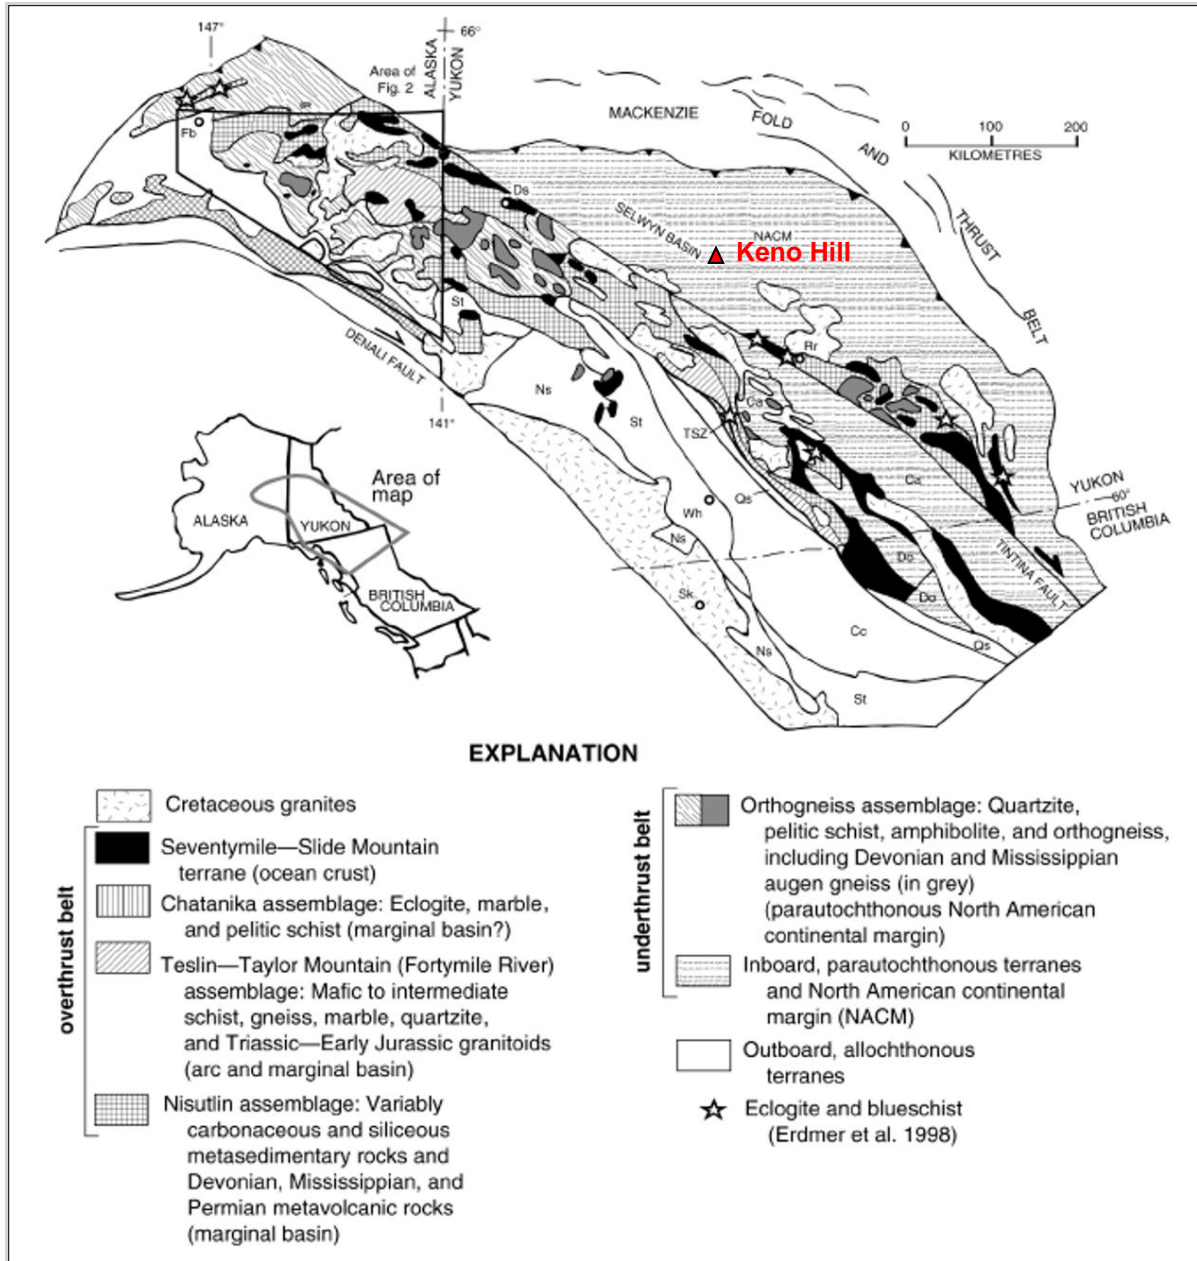 147°
66°
ALASKA
YUKON
Area of
Fig. 2
Fb
Ds
MACKENZIE
FOLD
AND
THRUST
BELT
0 100 200
KILOMETRES
SELWYN BASIN
NACM
Keno Hill
St
DENALI FAULT
141°
Ns
St
Rr
Ca
TSZ
Ca
Qs
Wh
Ns
Sk
Ns
YUKON
60°
BRITISH
COLUMBIA
TINTINA FAULT
Do
Do
Cc
Qs
St
Area of
map
ALASKA
YUKON
BRITISH
COLUMBIA
EXPLANATION
Cretaceous granites
overthrust belt
Seventymile—Slide Mountain
terrane (ocean crust)
Chatanika assemblage: Eclogite, marble,
and pelitic schist (marginal basin?)
Teslin—Taylor Mountain (Fortymile River)
assemblage: Mafic to intermediate
schist, gneiss, marble, quartzite,
and Triassic—Early Jurassic granitoids
(arc and marginal basin)
Nisutlin assemblage: Variably
carbonaceous and siliceous
metasedimentary rocks and
Devonian, Mississippian, and
Permian metavolcanic rocks
(marginal basin)
underthrust belt
Orthogneiss assemblage: Quartzite,
pelitic schist, amphibolite, and orthogneiss,
including Devonian and Mississippian
augen gneiss (in grey)
(parautochthonous North American
continental margin)
Inboard, parautochthonous terranes
and North American continental
margin (NACM)
Outboard, allochthonous
terranes
Eclogite and blueschist
(Erdmer et al. 1998)